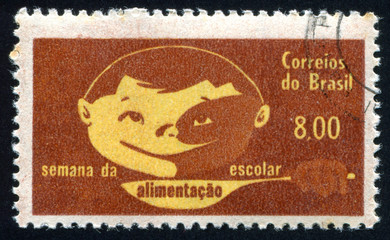 Correios
do Brasil
8.00
semana da escolar
alimentação